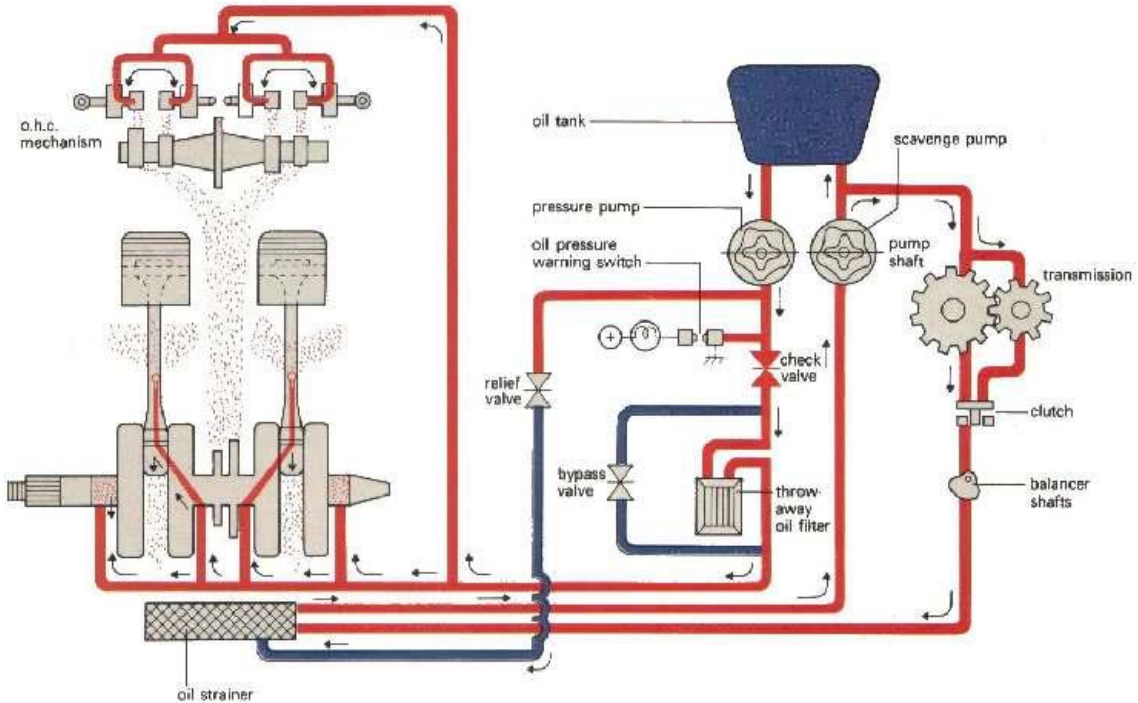 o.h.c.
mechanism
oil tank
scavenge pump
pressure pump
oil pressure
warning switch
pump
shaft
transmission
+
check
valve
relief
valve
clutch
bypass
valve
throw-
away
oil filter
balancer
shafts
oil strainer